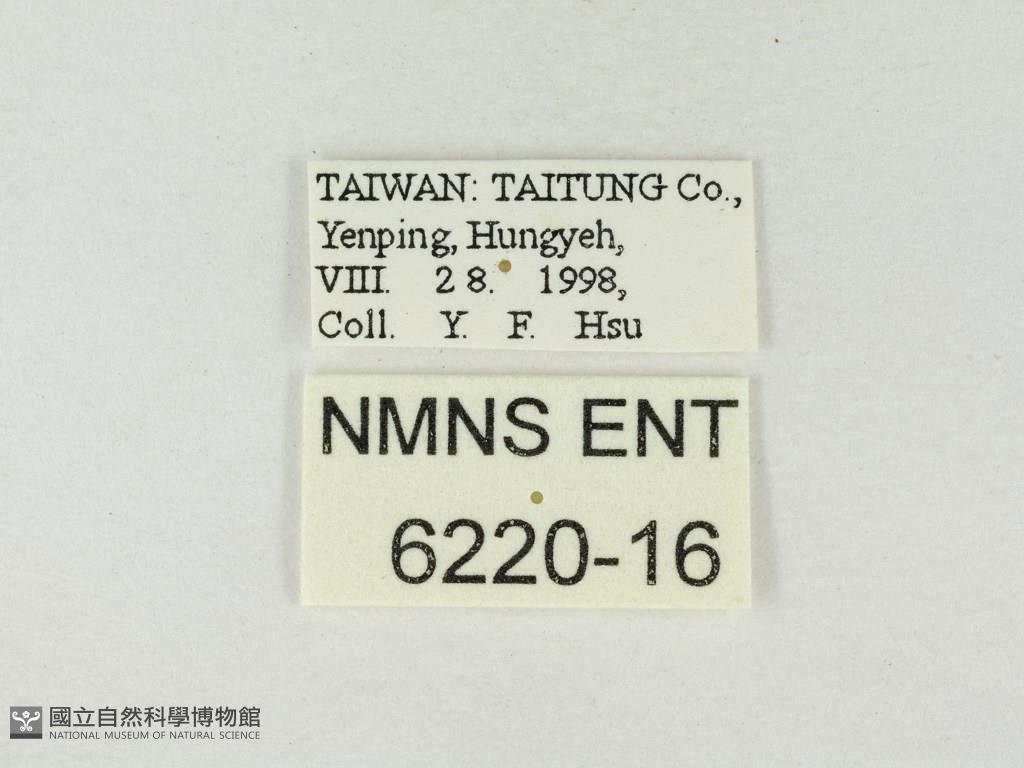 TAIWAN: TAITUNG Co.,
Yenping, Hungyeh,
VIII. 28. 1998,
Coll. Y. F. Hsu
NMNS ENT
6220-16
國立自然科學博物館
NATIONAL MUSEUM OF NATURAL SCIENCE